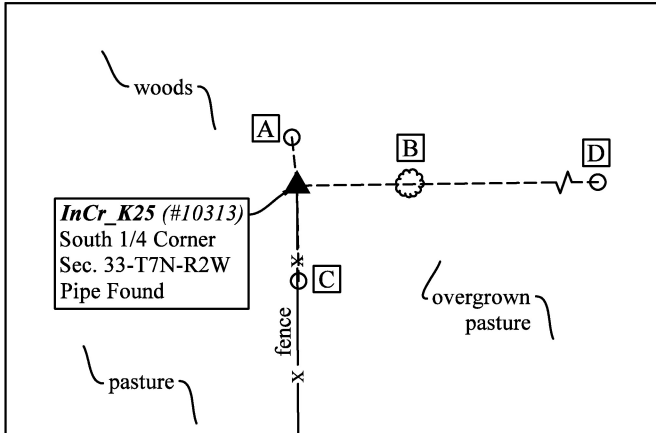 woods
A
B
D
InCr_K25 (#10313)
South 1/4 Corner
Sec. 33-T7N-R2W
Pipe Found
x
C
fence
overgrown
pasture
x
pasture